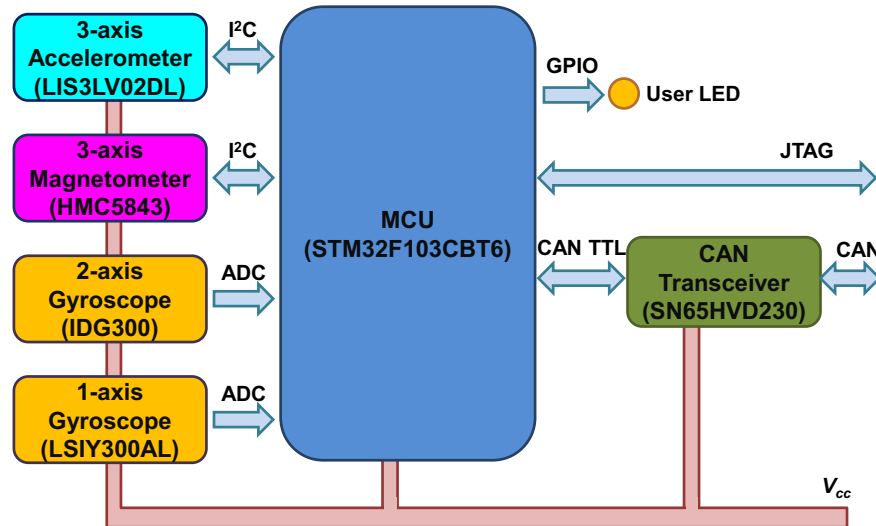 3-axis
Accelerometer
(LIS3LV02DL)
I²C
3-axis
Magnetometer
(HMC5843)
I²C
2-axis
Gyroscope
(IDG300)
ADC
1-axis
Gyroscope
(LSIY300AL)
ADC
MCU
(STM32F103CBT6)
GPIO
User LED
JTAG
CAN TTL
CAN
Transceiver
(SN65HVD230)
CAN
Vcc